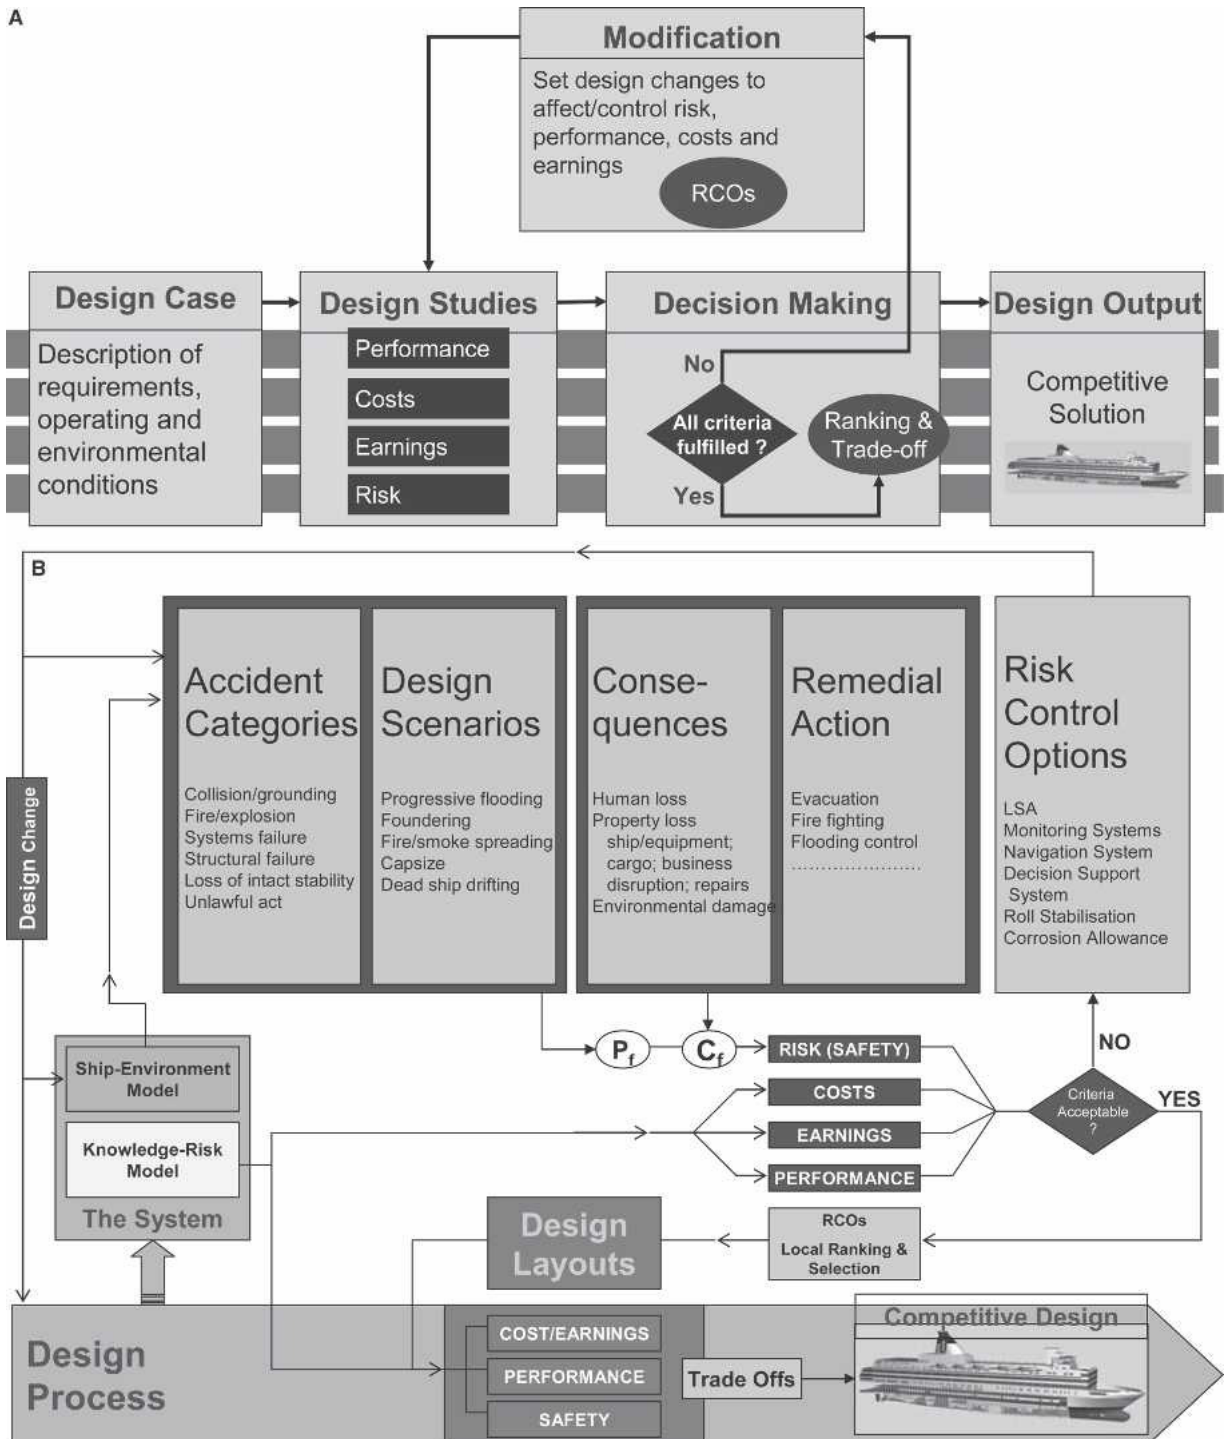 A
Modification
Set design changes to
affect/control risk,
performance, costs and
earnings
RCOs
Design Case
Description of
requirements,
operating and
environmental
conditions
Design Studies
Performance
Costs
Earnings
Risk
Decision Making
No
All criteria
fulfilled ?
Yes
Ranking &
Trade-off
Design Output
Competitive
Solution
B
Design Change
Accident
Categories
Collision/grounding
Fire/explosion
Systems failure
Structural failure
Loss of intact stability
Unlawful act
Design
Scenarios
Progressive flooding
Foundering
Fire/smoke spreading
Capsize
Dead ship drifting
Conse-
quences
Human loss
Property loss
ship/equipment;
cargo; business
disruption; repairs
Environmental damage
Remedial
Action
Evacuation
Fire fighting
Flooding control
......................
Risk
Control
Options
LSA
Monitoring Systems
Navigation System
Decision Support
System
Roll Stabilisation
Corrosion Allowance
Ship-Environment
Model
Knowledge-Risk
Model
The System
Pf
Cf
RISK (SAFETY)
COSTS
EARNINGS
PERFORMANCE
NO
Criteria
Acceptable
?
YES
Design
Layouts
RCOs
Local Ranking &
Selection
Design
Process
COST/EARNINGS
PERFORMANCE
SAFETY
Trade Offs
Competitive Design